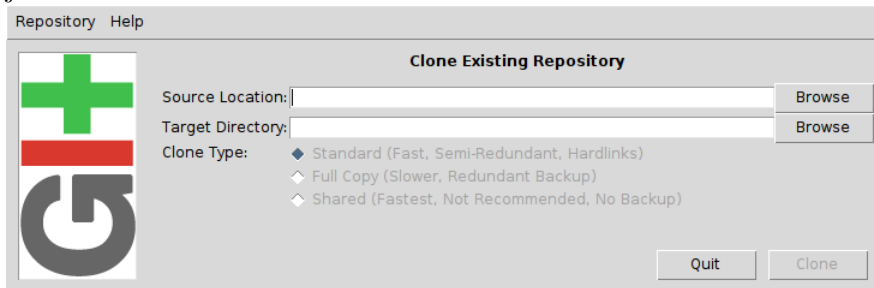 Repository Help
Clone Existing Repository
Source Location: Browse
Target Directory: Browse
Clone Type: Standard (Fast, Semi-Redundant, Hardlinks)
Full Copy (Slower, Redundant Backup)
Shared (Fastest, Not Recommended, No Backup)
Quit Clone
GIt